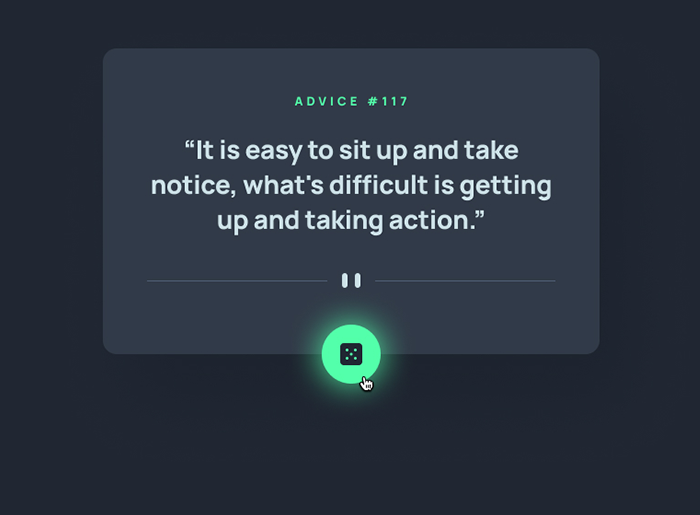 ADVICE #117
“It is easy to sit up and take
notice, what's difficult is getting
up and taking action.”